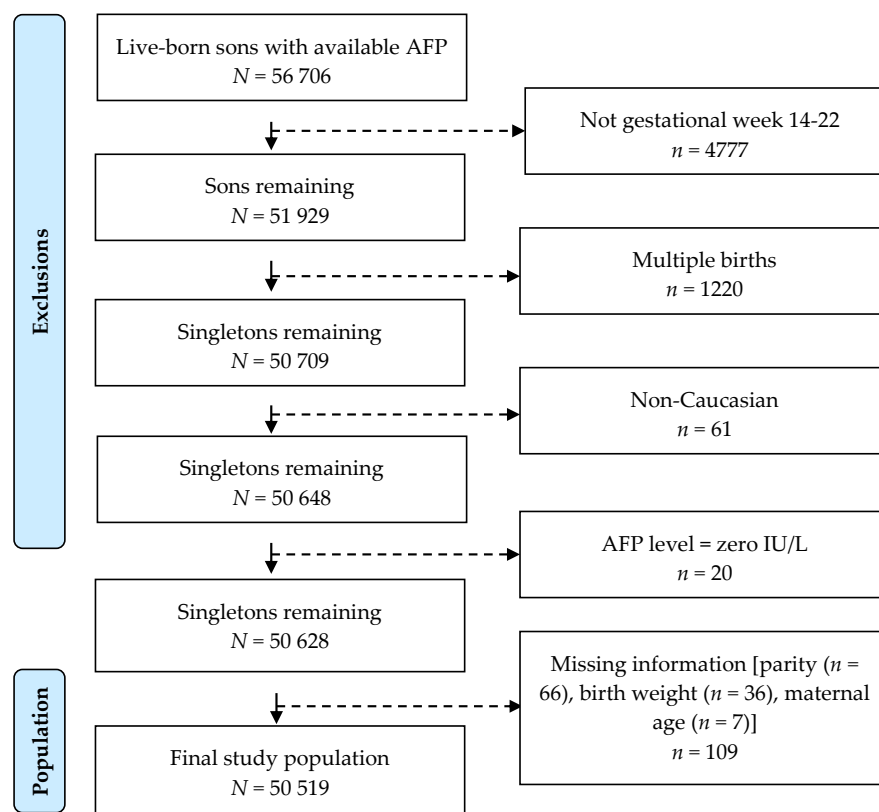 Live-born sons with available AFP
N = 56 706
Not gestational week 14-22
n = 4777
Sons remaining
N = 51 929
Multiple births
n = 1220
Exclusions
Singletons remaining
N = 50 709
Non-Caucasian
n = 61
Singletons remaining
N = 50 648
AFP level = zero IU/L
n = 20
Singletons remaining
N = 50 628
Missing information [parity (n =
66), birth weight (n = 36), maternal
age (n = 7)]
n = 109
Population
Final study population
N = 50 519